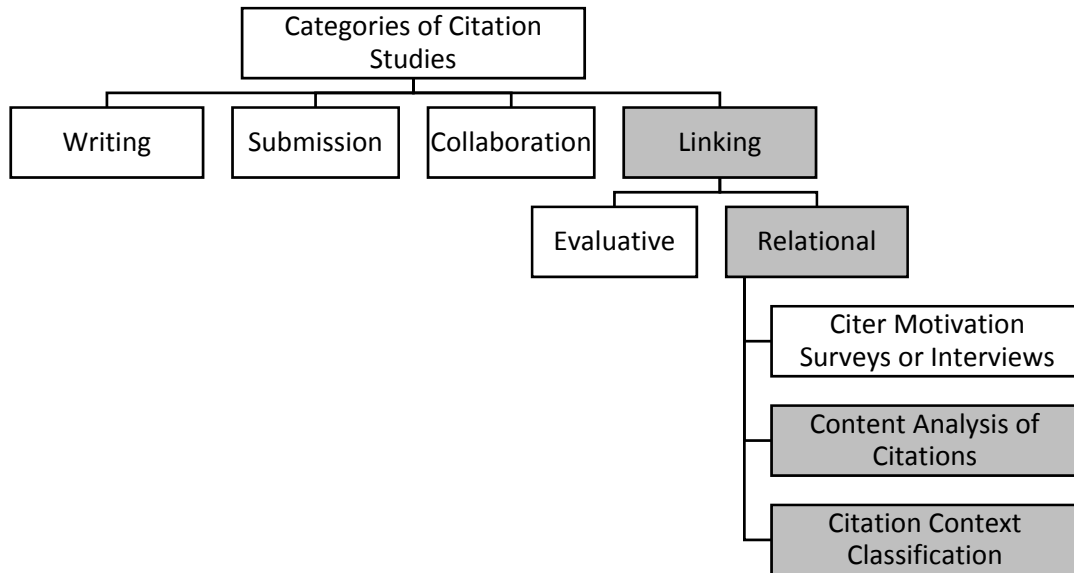 Categories of Citation
Studies
Writing
Submission
Collaboration
Linking
Evaluative
Relational
Citer Motivation
Surveys or Interviews
Content Analysis of
Citations
Citation Context
Classification